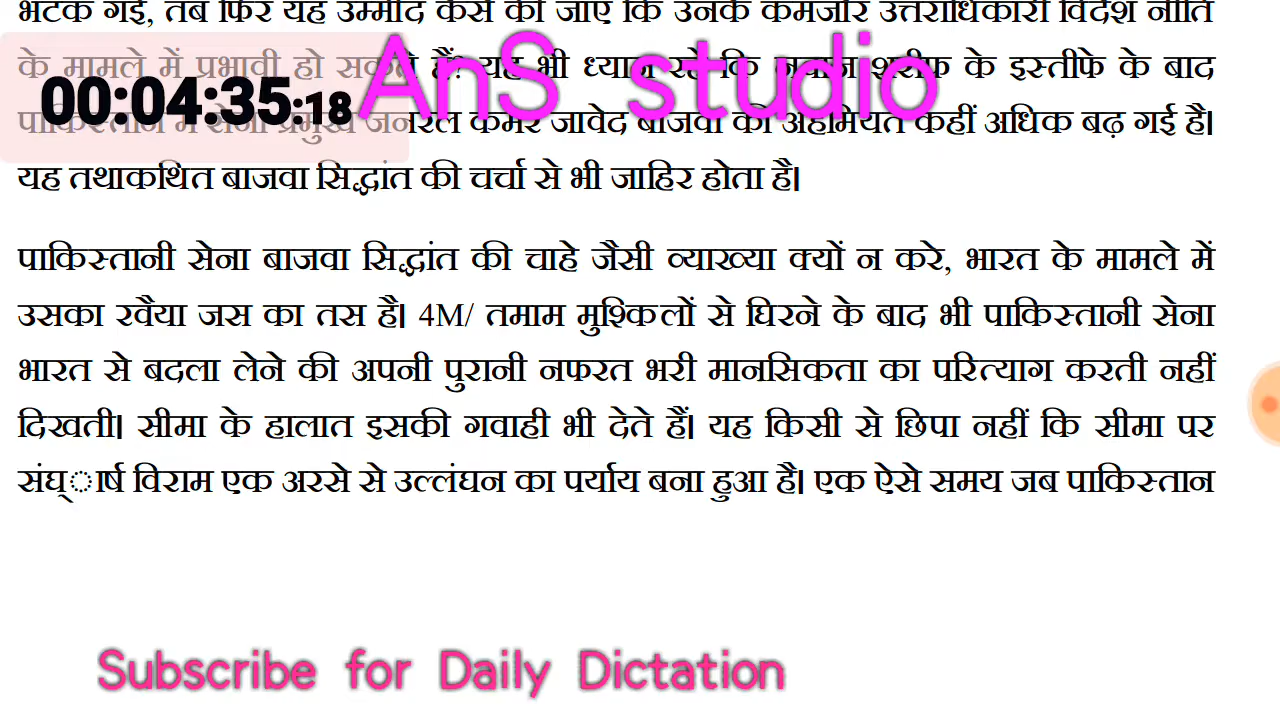 भटक गई, तब फिर यह उम्मीद कैसे की जाए कि उनके कमजोर उत्तराधिकारी विदेश नीति
के मामले में प्रभावी हो सकते हैं? यह भी ध्यान रहे कि नवाज शरीफ के इस्तीफे के बाद
AnS studio
00:04:35:18
पाकिस्तान में सेना प्रमुख जनरल कमर जावेद बाजवा की अहमियत कहीं अधिक बढ़ गई है।
यह तथाकथित बाजवा सिद्धांत की चर्चा से भी जाहिर होता है।
पाकिस्तानी सेना बाजवा सिद्धांत की चाहे जैसी व्याख्या क्यों न करे, भारत के मामले में
उसका रवैया जस का तस है। 4M/ तमाम मुश्किलों से घिरने के बाद भी पाकिस्तानी सेना
भारत से बदला लेने की अपनी पुरानी नफरत भरी मानसिकता का परित्याग करती नहीं
दिखती। सीमा के हालात इसकी गवाही भी देते हैं। यह किसी से छिपा नहीं कि सीमा पर
संघ्ार्ष विराम एक अरसे से उल्लंघन का पर्याय बना हुआ है। एक ऐसे समय जब पाकिस्तान
Subscribe for Daily Dictation